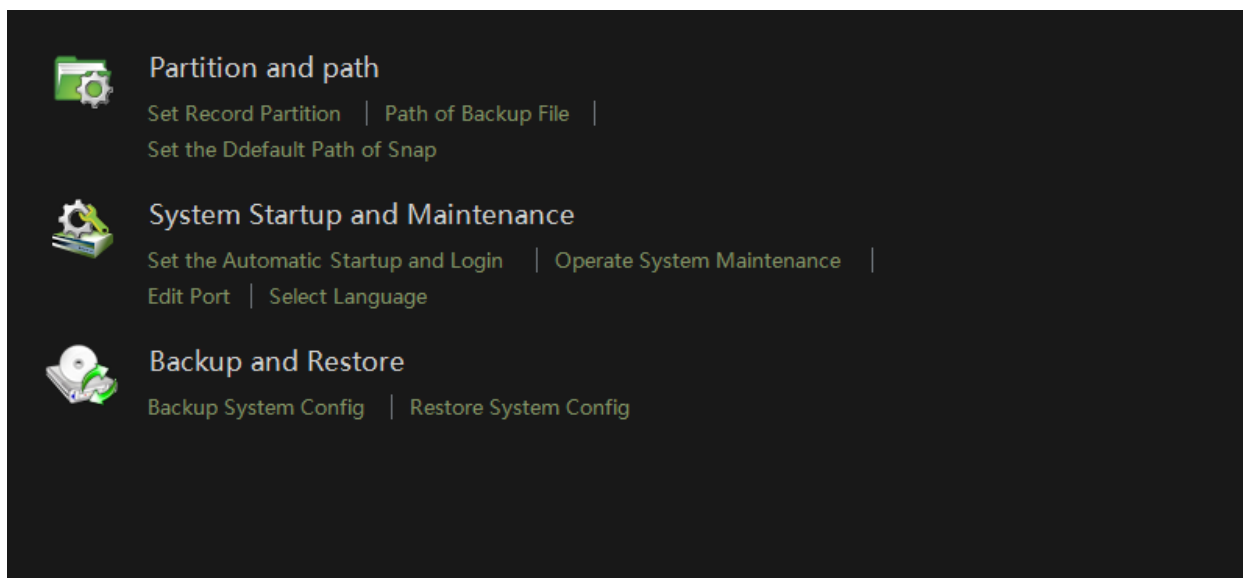 Partition and path
Set Record Partition | Path of Backup File |
Set the Ddefault Path of Snap
System Startup and Maintenance
Set the Automatic Startup and Login | Operate System Maintenance |
Edit Port | Select Language
Backup and Restore
Backup System Config | Restore System Config